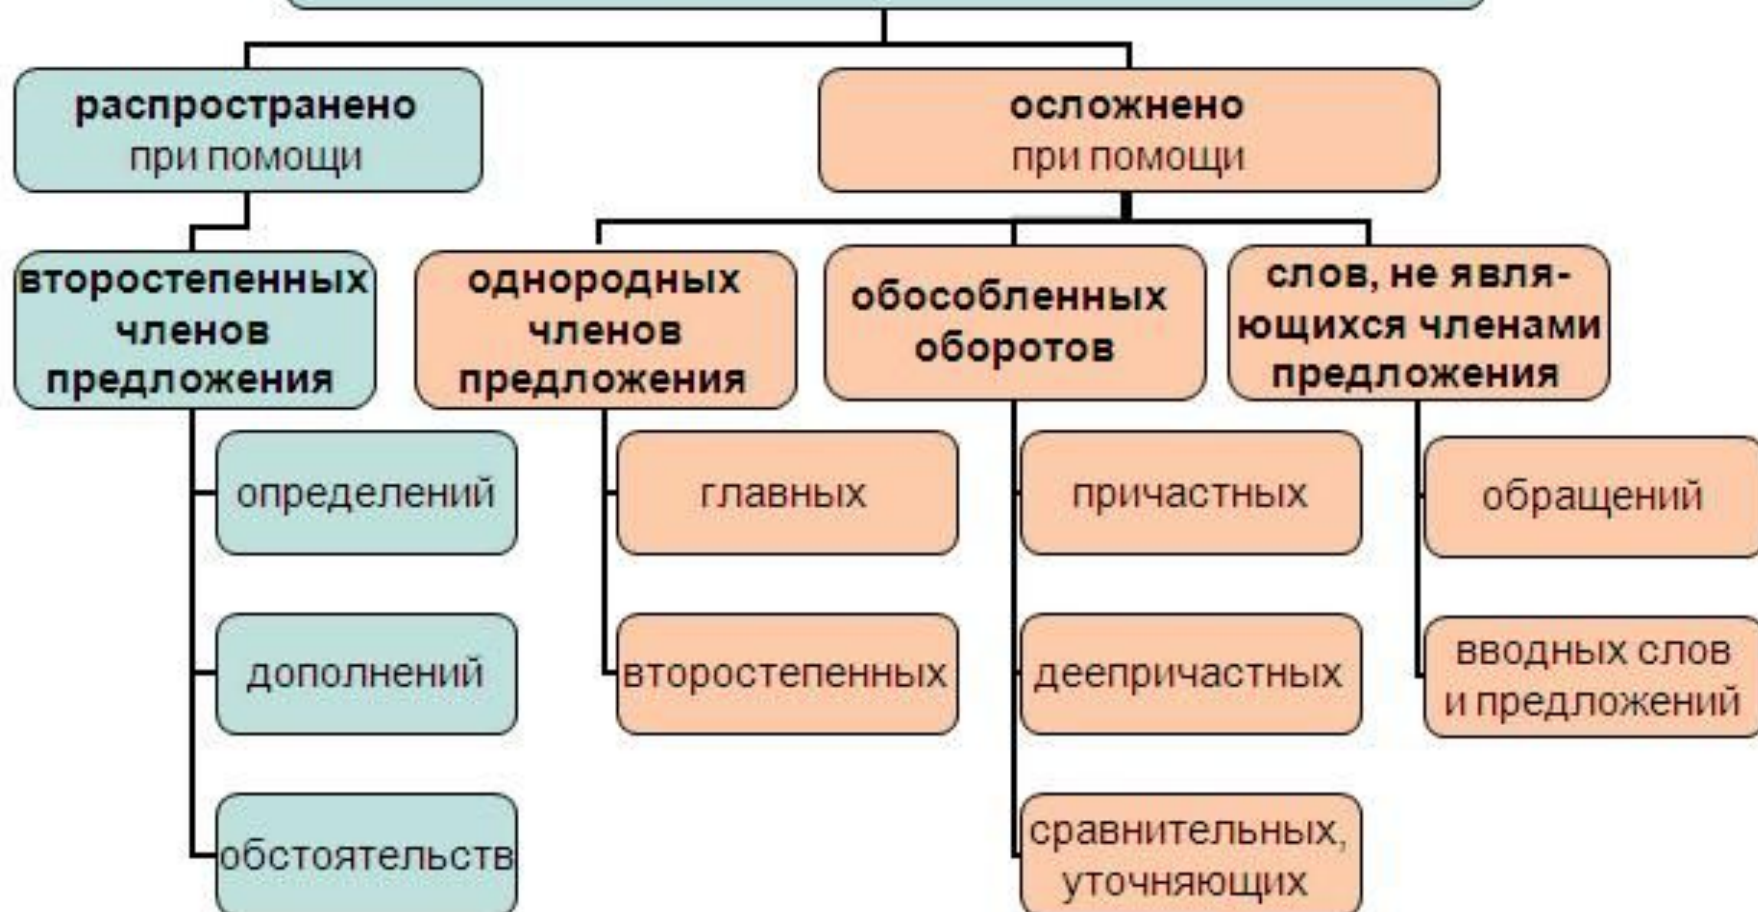 распространено
при помощи
осложнено
при помощи
второстепенных
членов
предложения
однородных
членов
предложения
обособленных
оборотов
слов, не явля-
ющихся членами
предложения
определений
главных
причастных
обращений
дополнений
второстепенных
деепричастных
вводных слов
и предложений
обстоятельств
сравнительных,
уточняющих